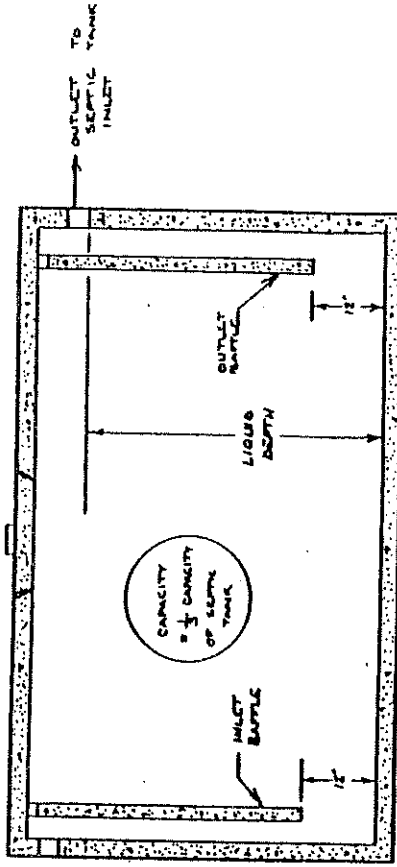 OUTLET TO
SEPTIC TANK
INLET
CAPACITY
= 1/3 CAPACITY
OF SEPTIC
TANK
LIQUID
DEPTH
OUTLET
BAFFLE
INLET
BAFFLE
12"
12"